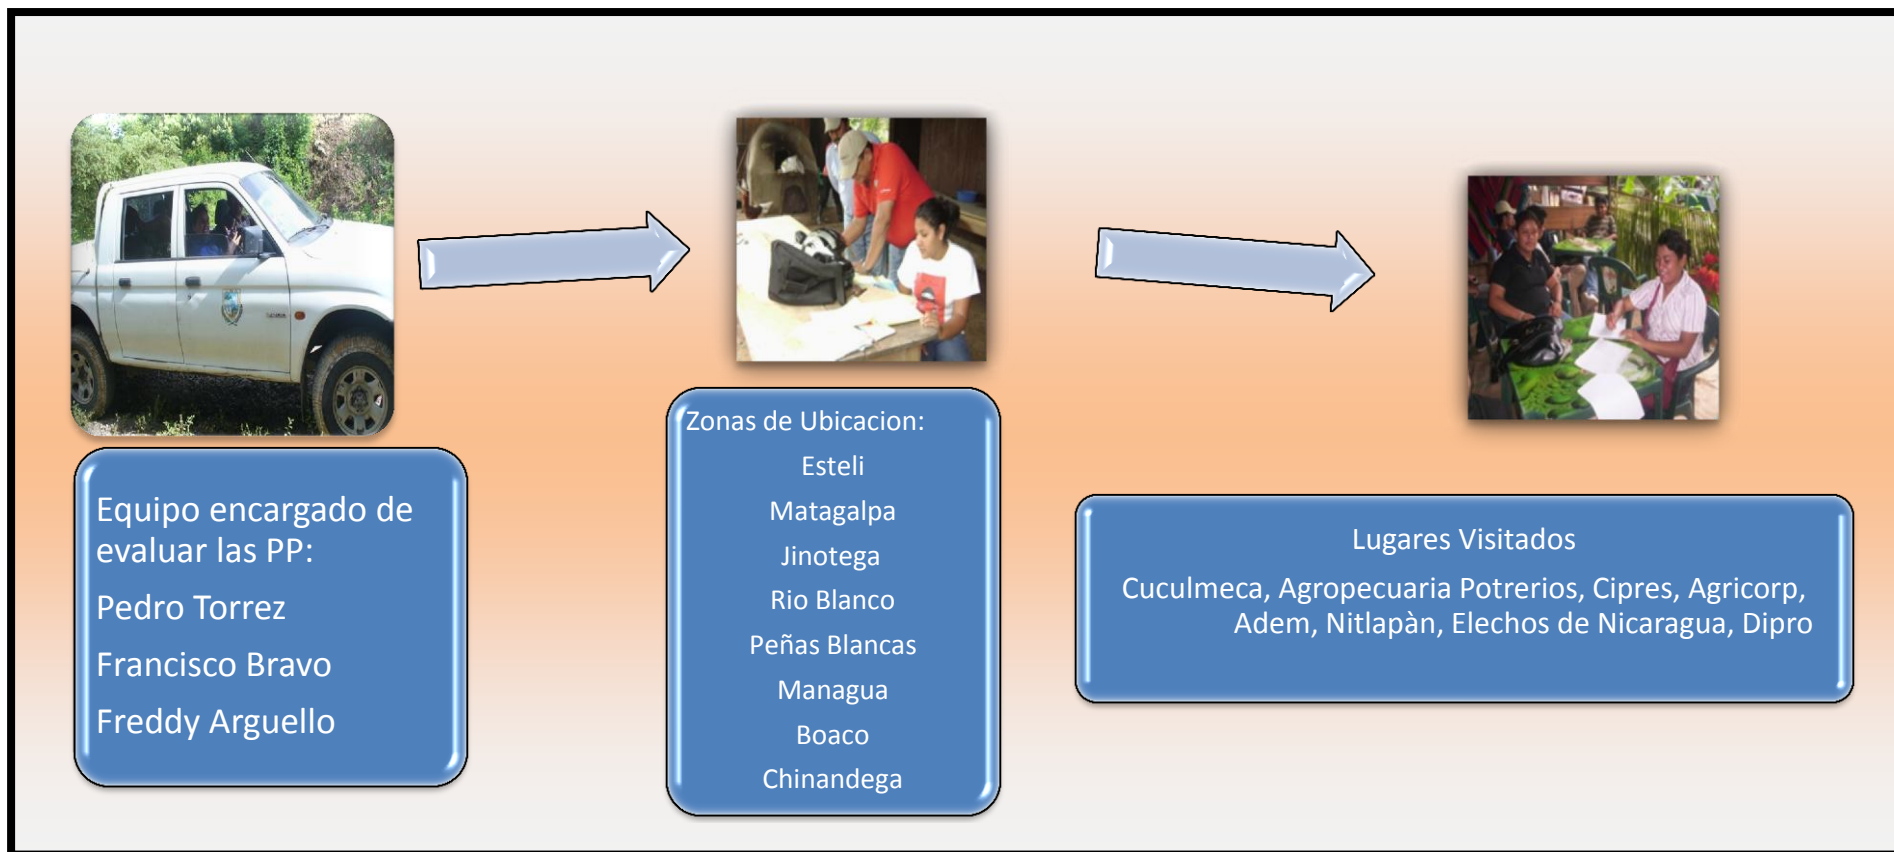 Equipo encargado de
evaluar las PP:
Pedro Torrez
Francisco Bravo
Freddy Arguello
Zonas de Ubicacion:
Esteli
Matagalpa
Jinotega
Rio Blanco
Peñas Blancas
Managua
Boaco
Chinandega
Lugares Visitados
Cuculmeca, Agropecuaria Potrerios, Cipres, Agricorp,
Adem, Nitlapàn, Elechos de Nicaragua, Dipro